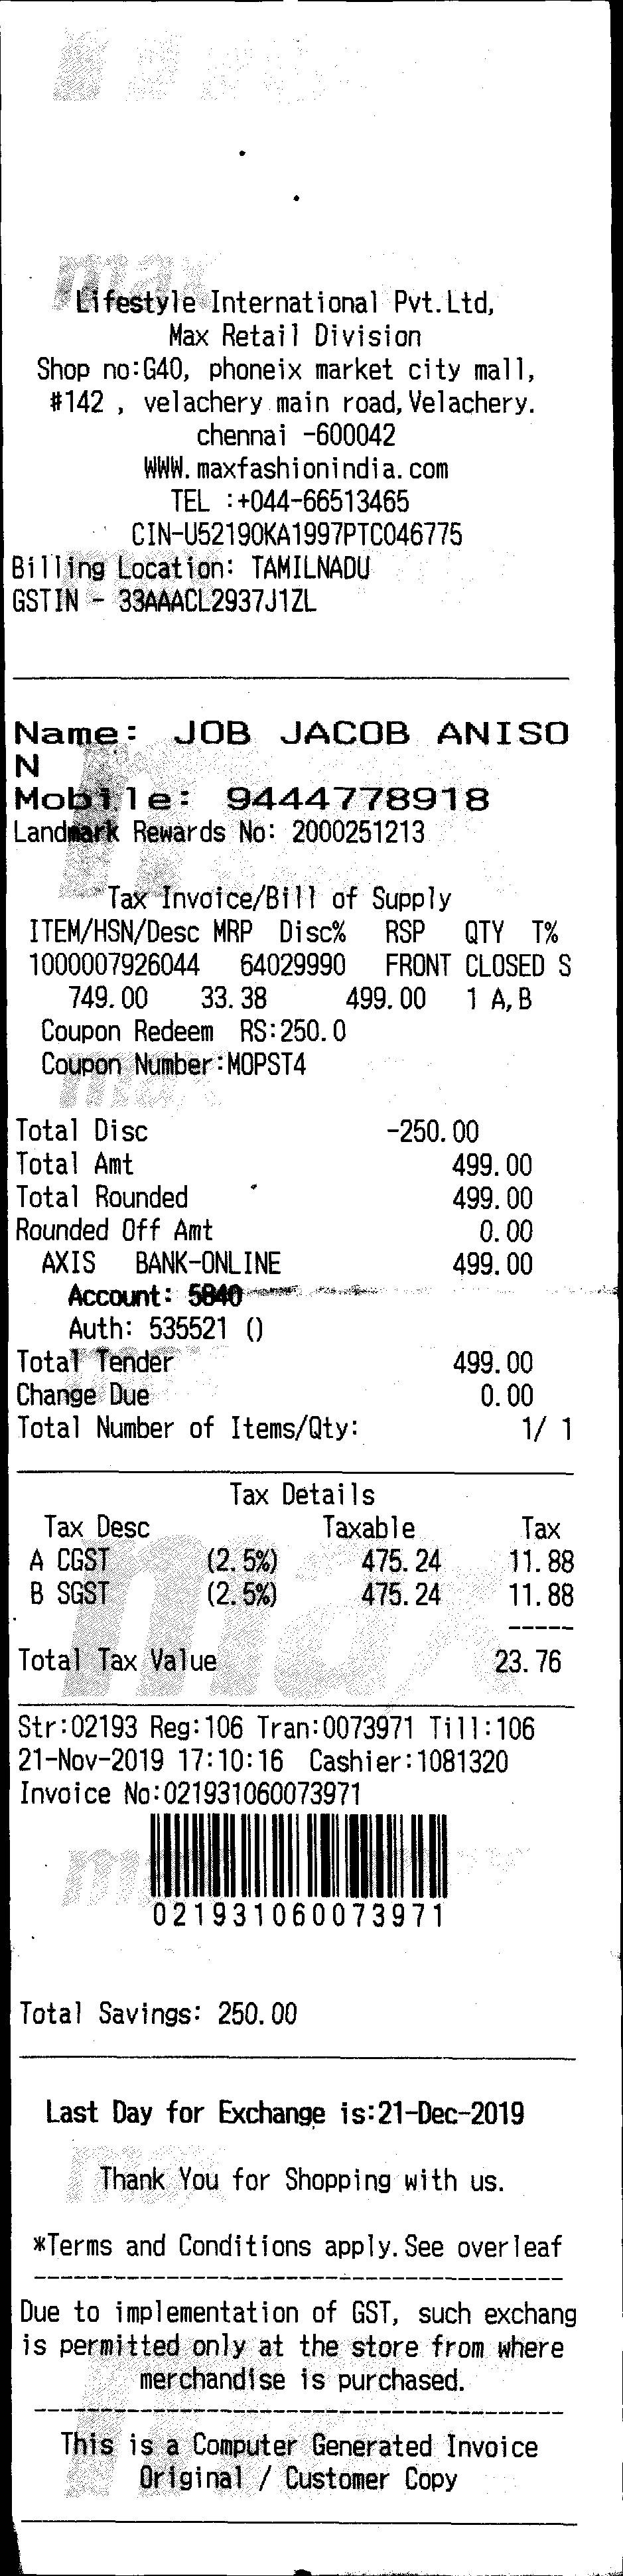 max
Lifestyle International Pvt.Ltd,
Max Retail Division
Shop no:G40, phoneix market city mall,
#142 , velachery main road,Velachery.
chennai -600042
WWW.maxfashionindia.com
TEL :+044-66513465
CIN-U52190KA1997PTC046775
Billing Location: TAMILNADU
GSTIN - 33AAACL2937J1ZL
Name: JOB JACOB ANISO
N
Mobile: 9444778918
Landmark Rewards No: 2000251213
Tax Invoice/Bill of Supply
ITEM/HSN/Desc MRP Disc% RSP QTY T%
1000007926044 64029990 FRONT CLOSED S
749.00 33.38 499.00 1 A,B
Coupon Redeem RS:250.0
Coupon Number:MOPST4
Total Disc -250.00
Total Amt 499.00
Total Rounded 499.00
Rounded Off Amt 0.00
AXIS BANK-ONLINE 499.00
Account: 5840
Auth: 535521 ()
Total Tender 499.00
Change Due 0.00
Total Number of Items/Qty: 1/ 1
Tax Details
Tax Desc Taxable Tax
A CGST (2.5%) 475.24 11.88
B SGST (2.5%) 475.24 11.88
-----
Total Tax Value 23.76
Str:02193 Reg:106 Tran:0073971 Till:106
21-Nov-2019 17:10:16 Cashier:1081320
Invoice No:021931060073971
021931060073971
Total Savings: 250.00
Last Day for Exchange is:21-Dec-2019
Thank You for Shopping with us.
*Terms and Conditions apply.See overleaf
Due to implementation of GST, such exchang
is permitted only at the store from where
merchandise is purchased.
This is a Computer Generated Invoice
Original / Customer Copy